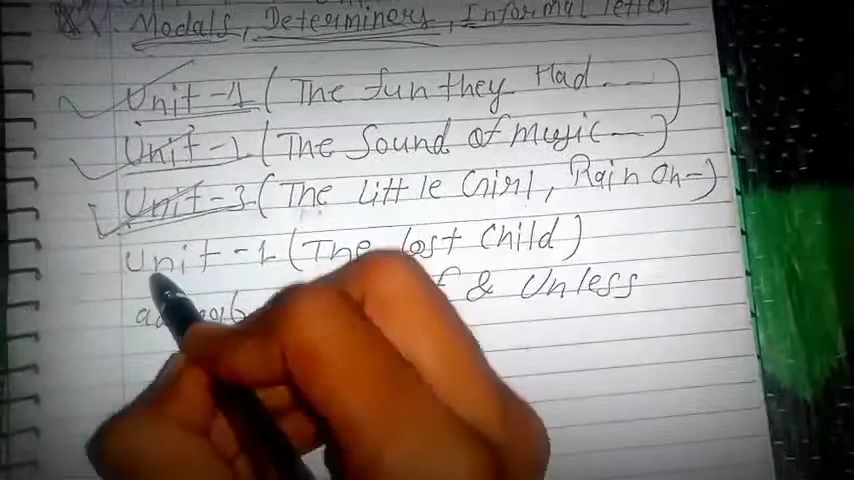 Modals, Determiners, Informal letter
Unit-1 (The fun they Had ---)
Unit-1 (The Sound of Music --)
Unit-3 (The Little Girl, Rain On -)
Unit-1 (The lost Child)
& Unless